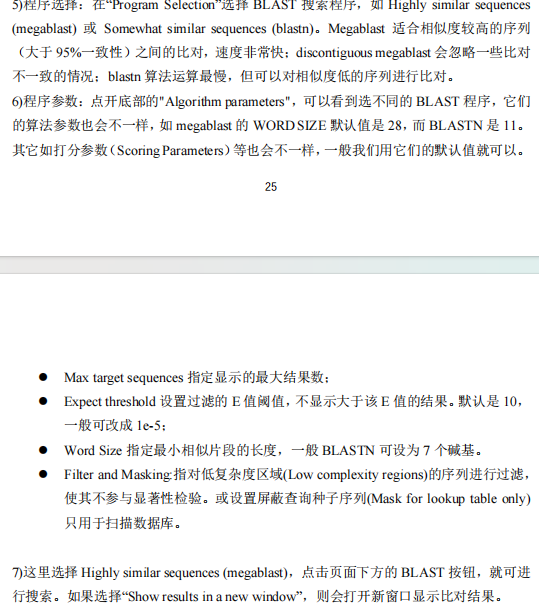 5)程序选择：在“Program Selection”选择 BLAST 搜索程序，如 Highly similar sequences
(megablast) 或 Somewhat similar sequences (blastn)。Megablast 适合相似度较高的序列
（大于 95%一致性）之间的比对，速度非常快；discontiguous megablast 会忽略一些比对
不一致的情况；blastn 算法运算最慢，但可以对相似度低的序列进行比对。
6)程序参数：点开底部的"Algorithm parameters"，可以看到选不同的 BLAST 程序，它们
的算法参数也会不一样，如 megablast 的 WORD SIZE 默认值是 28，而 BLASTN 是 11。
其它如打分参数（Scoring Parameters）等也会不一样，一般我们用它们的默认值就可以。
25
● Max target sequences 指定显示的最大结果数；
● Expect threshold 设置过滤的 E 值阈值，不显示大于该 E 值的结果。默认是 10，
一般可改成 1e-5；
● Word Size 指定最小相似片段的长度，一般 BLASTN 可设为 7 个碱基。
● Filter and Masking:指对低复杂度区域(Low complexity regions)的序列进行过滤，
使其不参与显著性检验。或设置屏蔽查询种子序列(Mask for lookup table only)
只用于扫描数据库。
7)这里选择 Highly similar sequences (megablast)，点击页面下方的 BLAST 按钮，就可进
行搜索。如果选择“Show results in a new window”，则会打开新窗口显示比对结果。